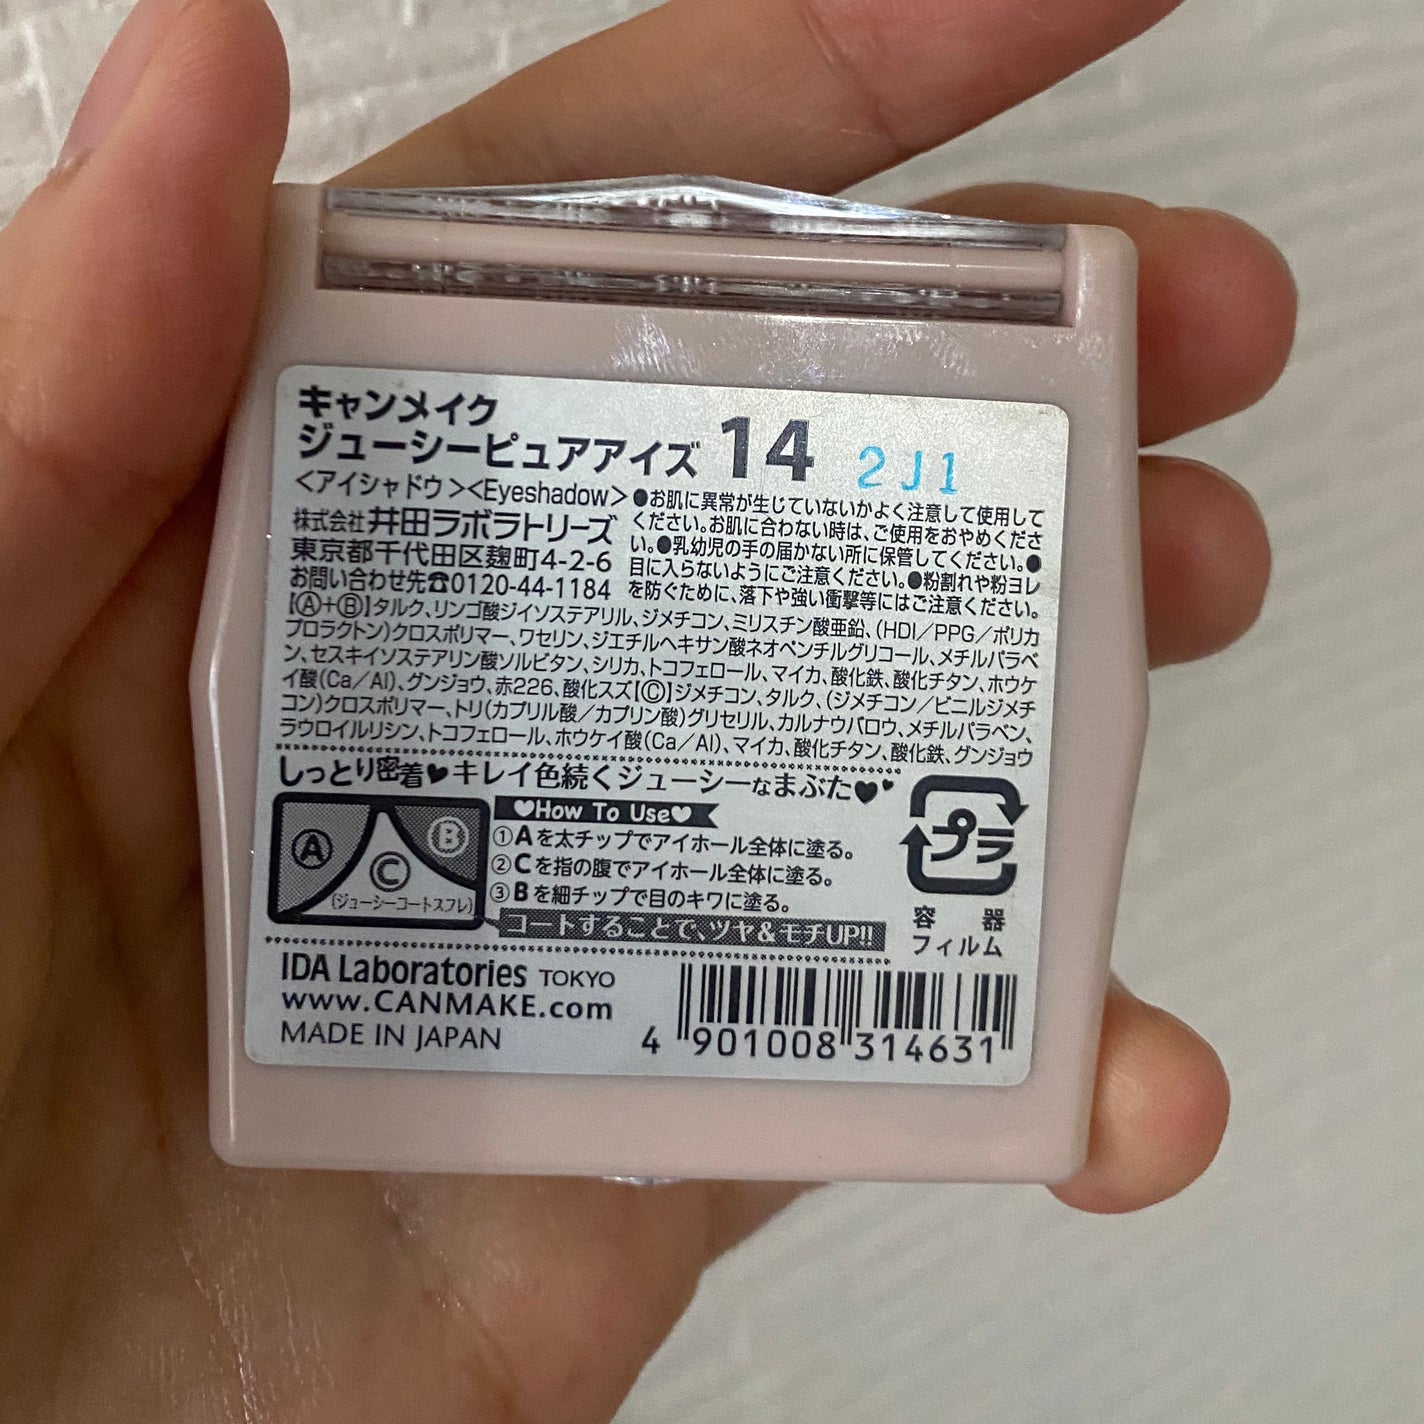 キャンメイク
ジューシーピュアアイズ 14 2J1
<アイシャドウ><Eyeshadow>
株式会社井田ラボラトリーズ
東京都千代田区麹町4-2-6
お問い合わせ先☎0120-44-1184
●お肌に異常が生じていないかよく注意して使用して
ください。お肌に合わない時は、ご使用をおやめくださ
い。●乳幼児の手の届かない所に保管してください。●
目に入らないようにご注意ください。●粉割れや粉ヨレ
を防ぐために、落下や強い衝撃等にはご注意ください。
【Ⓐ+Ⓑ】タルク、リンゴ酸ジイソステアリル、ジメチコン、ミリスチン酸亜鉛、(HDI/PPG/ポリカ
プロラクトン)クロスポリマー、ワセリン、ジエチルヘキサン酸ネオペンチルグリコール、メチルパラベ
ン、セスキイソステアリン酸ソルビタン、シリカ、トコフェロール、マイカ、酸化鉄、酸化チタン、ホウケ
イ酸(Ca/Al)、グンジョウ、赤226、酸化スズ【Ⓒ】ジメチコン、タルク、(ジメチコン/ビニルジメチ
コン)クロスポリマー、トリ(カプリル酸/カプリン酸)グリセリル、カルナウバロウ、メチルパラベン、
ラウロイルリシン、トコフェロール、ホウケイ酸(Ca/Al)、マイカ、酸化チタン、酸化鉄、グンジョウ
しっとり密着♥キレイ色続くジューシーなまぶた♥♥
Ⓐ
Ⓑ
Ⓒ
(ジューシーコートスフレ)
♥How To Use♥
①Aを太チップでアイホール全体に塗る。
②Cを指の腹でアイホール全体に塗る。
③Bを細チップで目のキワに塗る。
コートすることで、ツヤ&モチUP!!
プラ
容器
フィルム
IDA Laboratories TOKYO
www.CANMAKE.com
MADE IN JAPAN
4 901008 314631